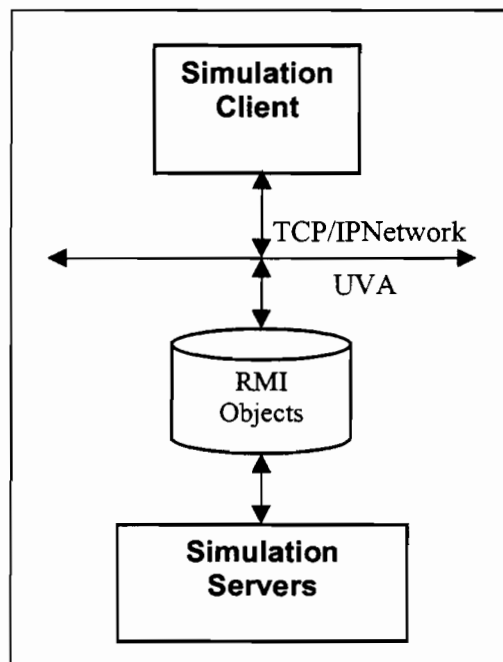 Simulation
Client
TCP/IPNetwork
UVA
RMI
Objects
Simulation
Servers